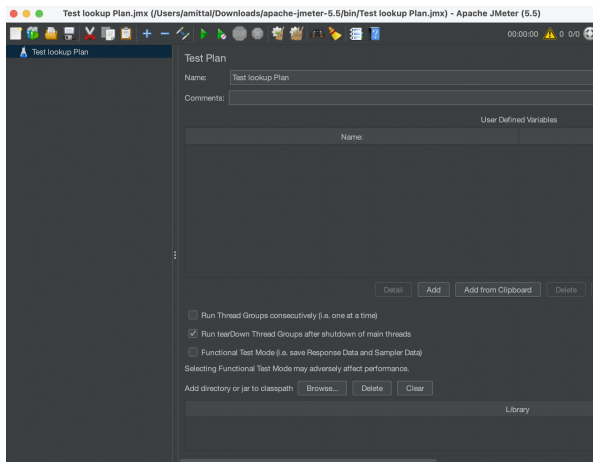 Test lookup Plan.jmx (/Users/amittal/Downloads/apache-jmeter-5.5/bin/Test lookup Plan.jmx) - Apache JMeter (5.5)
00:00:00 0 0/0
Test lookup Plan
Test Plan
Name: Test lookup Plan
Comments:
User Defined Variables
Name:
Detail Add Add from Clipboard Delete
Run Thread Groups consecutively (i.e. one at a time)
Run tearDown Thread Groups after shutdown of main threads
Functional Test Mode (i.e. save Response Data and Sampler Data)
Selecting Functional Test Mode may adversely affect performance.
Add directory or jar to classpath Browse... Delete Clear
Library